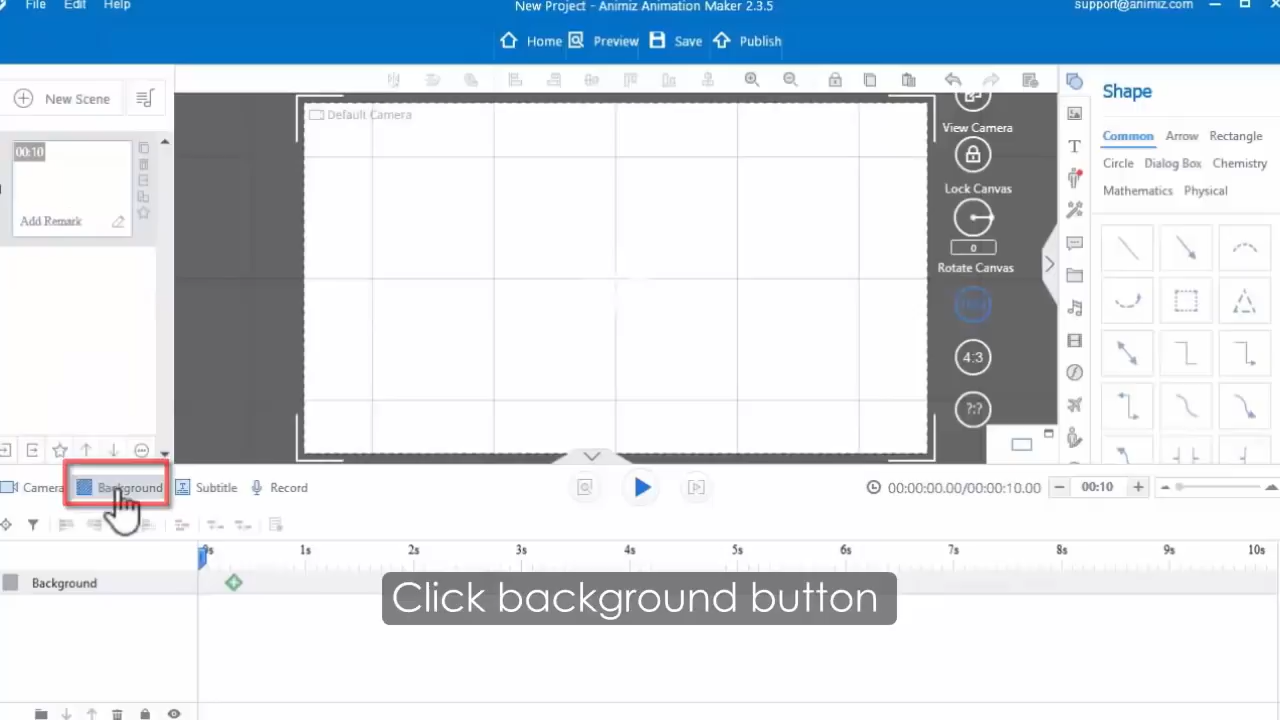 File Edit Help
New Project - Animiz Animation Maker 2.3.5
support@animiz.com
Home Preview Save Publish
New Scene
00:10
Add Remark
Default Camera
View Camera
Lock Canvas
0
Rotate Canvas
4:3
?:?
Shape
Common Arrow Rectangle
Circle Dialog Box Chemistry
Mathematics Physical
Camera Background Subtitle Record
00:00:00.00/00:00:10.00
00:10
0s 1s 2s 3s 4s 5s 6s 7s 8s 9s 10s
Background
Click background button